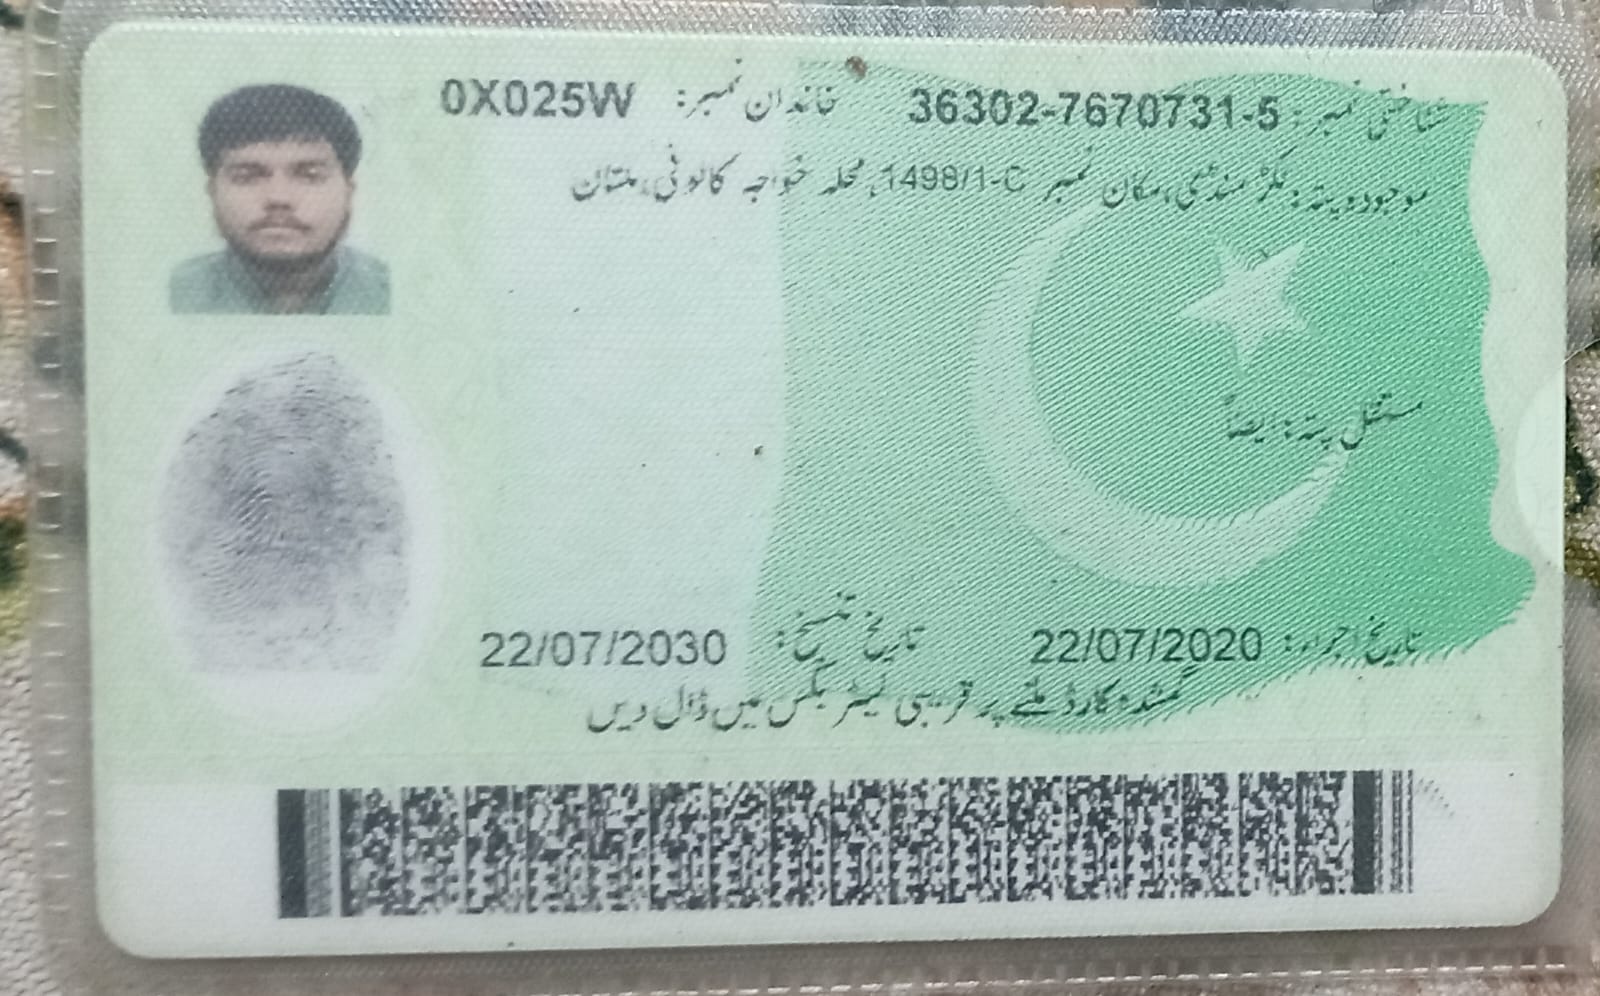 شناختی نمبر: 36302-7670731-5 خاندان نمبر: 0X025W
موجودہ پتہ: لکڑ منڈی، مکان نمبر 1498/1-C، محلہ خواجہ کالونی، ملتان
مستقل پتہ: ایضاً
تاریخ اجراء: 22/07/2020 تاریخ تنسیخ: 22/07/2030
گمشدہ کارڈ ملنے پر قریبی لیٹر بکس میں ڈال دیں